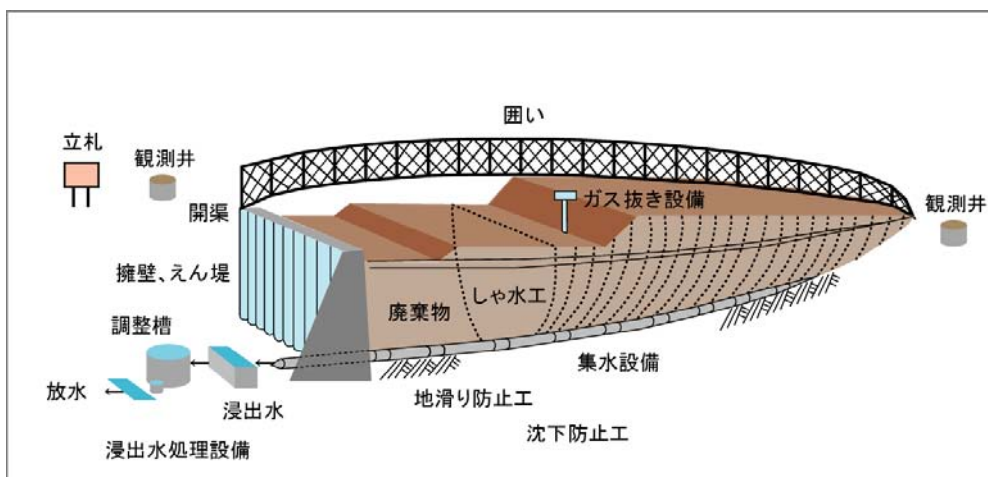 囲い
立札
観測井
ガス抜き設備
観測井
開渠
擁壁、えん堤
しゃ水工
廃棄物
調整槽
集水設備
放水
地滑り防止工
浸出水
沈下防止工
浸出水処理設備